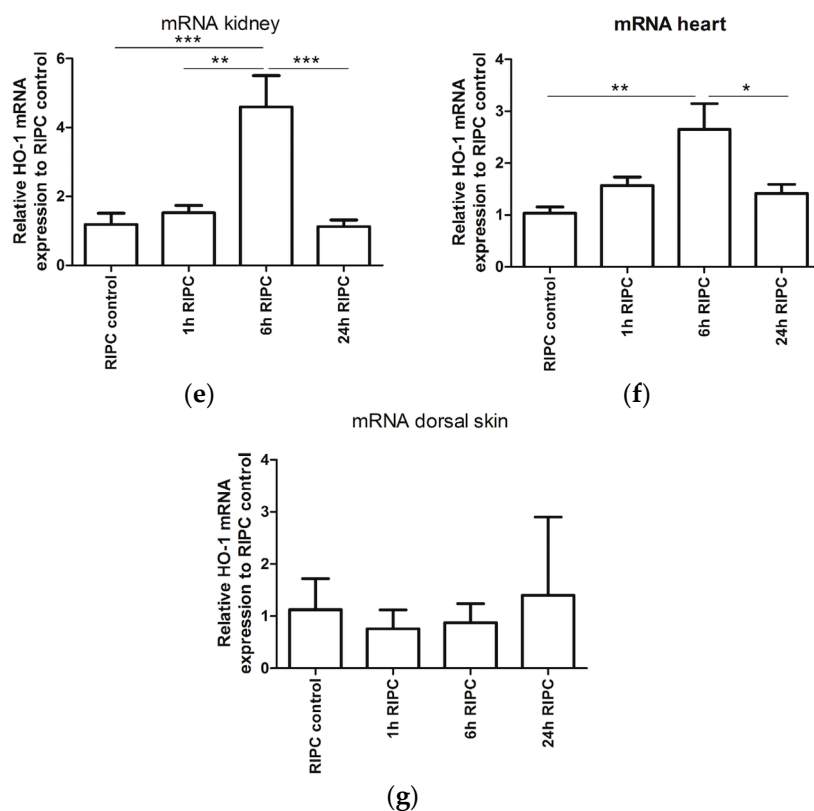 mRNA kidney
***
** ***
6
4
2
0
Relative HO-1 mRNA
expression to RIPC control
RIPC control
1h RIPC
6h RIPC
24h RIPC
(e)
mRNA heart
** *
4
3
2
1
0
Relative HO-1 mRNA
expression to RIPC control
RIPC control
1h RIPC
6h RIPC
24h RIPC
(f)
mRNA dorsal skin
4
3
2
1
0
Relative HO-1 mRNA
expression to RIPC control
RIPC control
1h RIPC
6h RIPC
24h RIPC
(g)